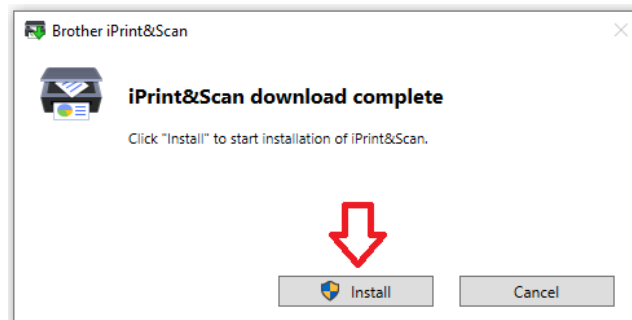 Brother iPrint&Scan
iPrint&Scan download complete
Click "Install" to start installation of iPrint&Scan.
Install
Cancel